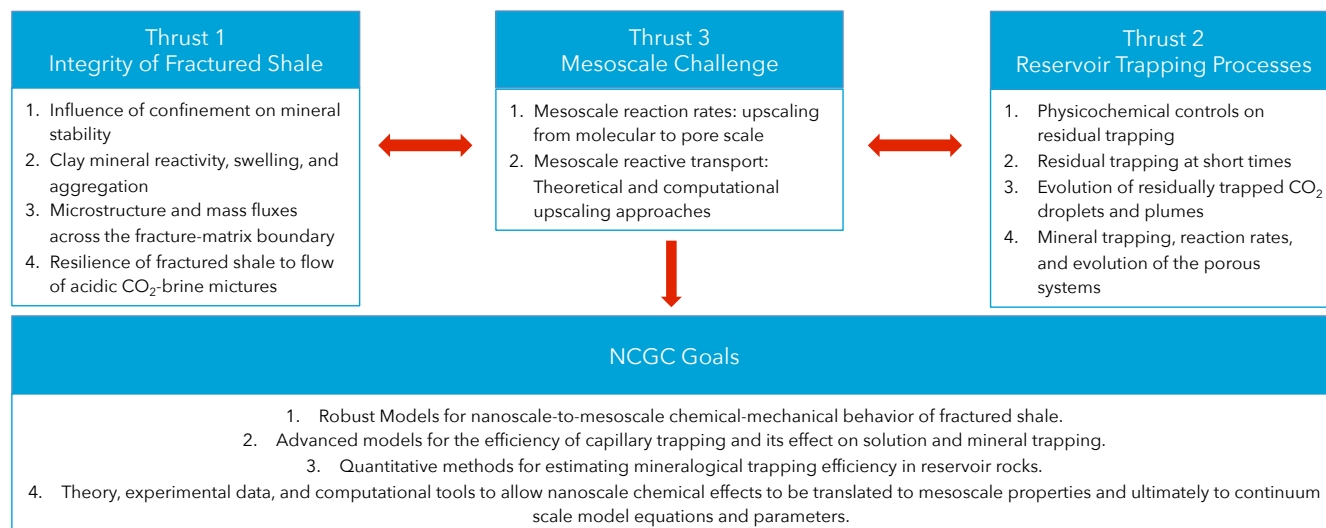 Thrust 1
Integrity of Fractured Shale
1. Influence of confinement on mineral
stability
2. Clay mineral reactivity, swelling, and
aggregation
3. Microstructure and mass fluxes
across the fracture-matrix boundary
4. Resilience of fractured shale to flow
of acidic CO₂-brine mictures
Thrust 3
Mesoscale Challenge
1. Mesoscale reaction rates: upscaling
from molecular to pore scale
2. Mesoscale reactive transport:
Theoretical and computational
upscaling approaches
Thrust 2
Reservoir Trapping Processes
1. Physicochemical controls on
residual trapping
2. Residual trapping at short times
3. Evolution of residually trapped CO₂
droplets and plumes
4. Mineral trapping, reaction rates,
and evolution of the porous
systems
NCGC Goals
1. Robust Models for nanoscale-to-mesoscale chemical-mechanical behavior of fractured shale.
2. Advanced models for the efficiency of capillary trapping and its effect on solution and mineral trapping.
3. Quantitative methods for estimating mineralogical trapping efficiency in reservoir rocks.
4. Theory, experimental data, and computational tools to allow nanoscale chemical effects to be translated to mesoscale properties and ultimately to continuum
scale model equations and parameters.